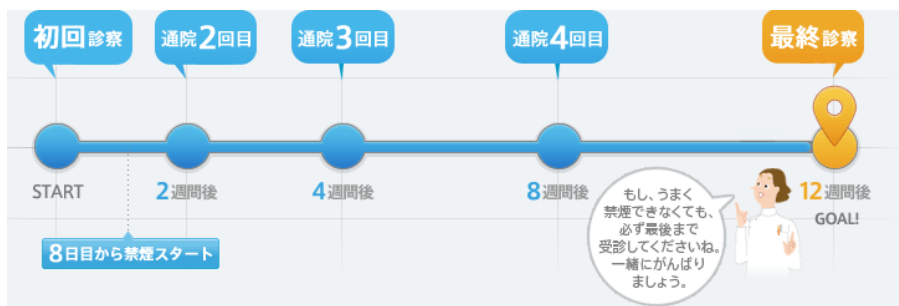 初回診察
通院2回目
通院3回目
通院4回目
最終診察
START
2週間後
4週間後
8週間後
12週間後
GOAL!
8日目から禁煙スタート
もし、うまく
禁煙できなくても、
必ず最後まで
受診してくださいね。
一緒にがんばり
ましょう。